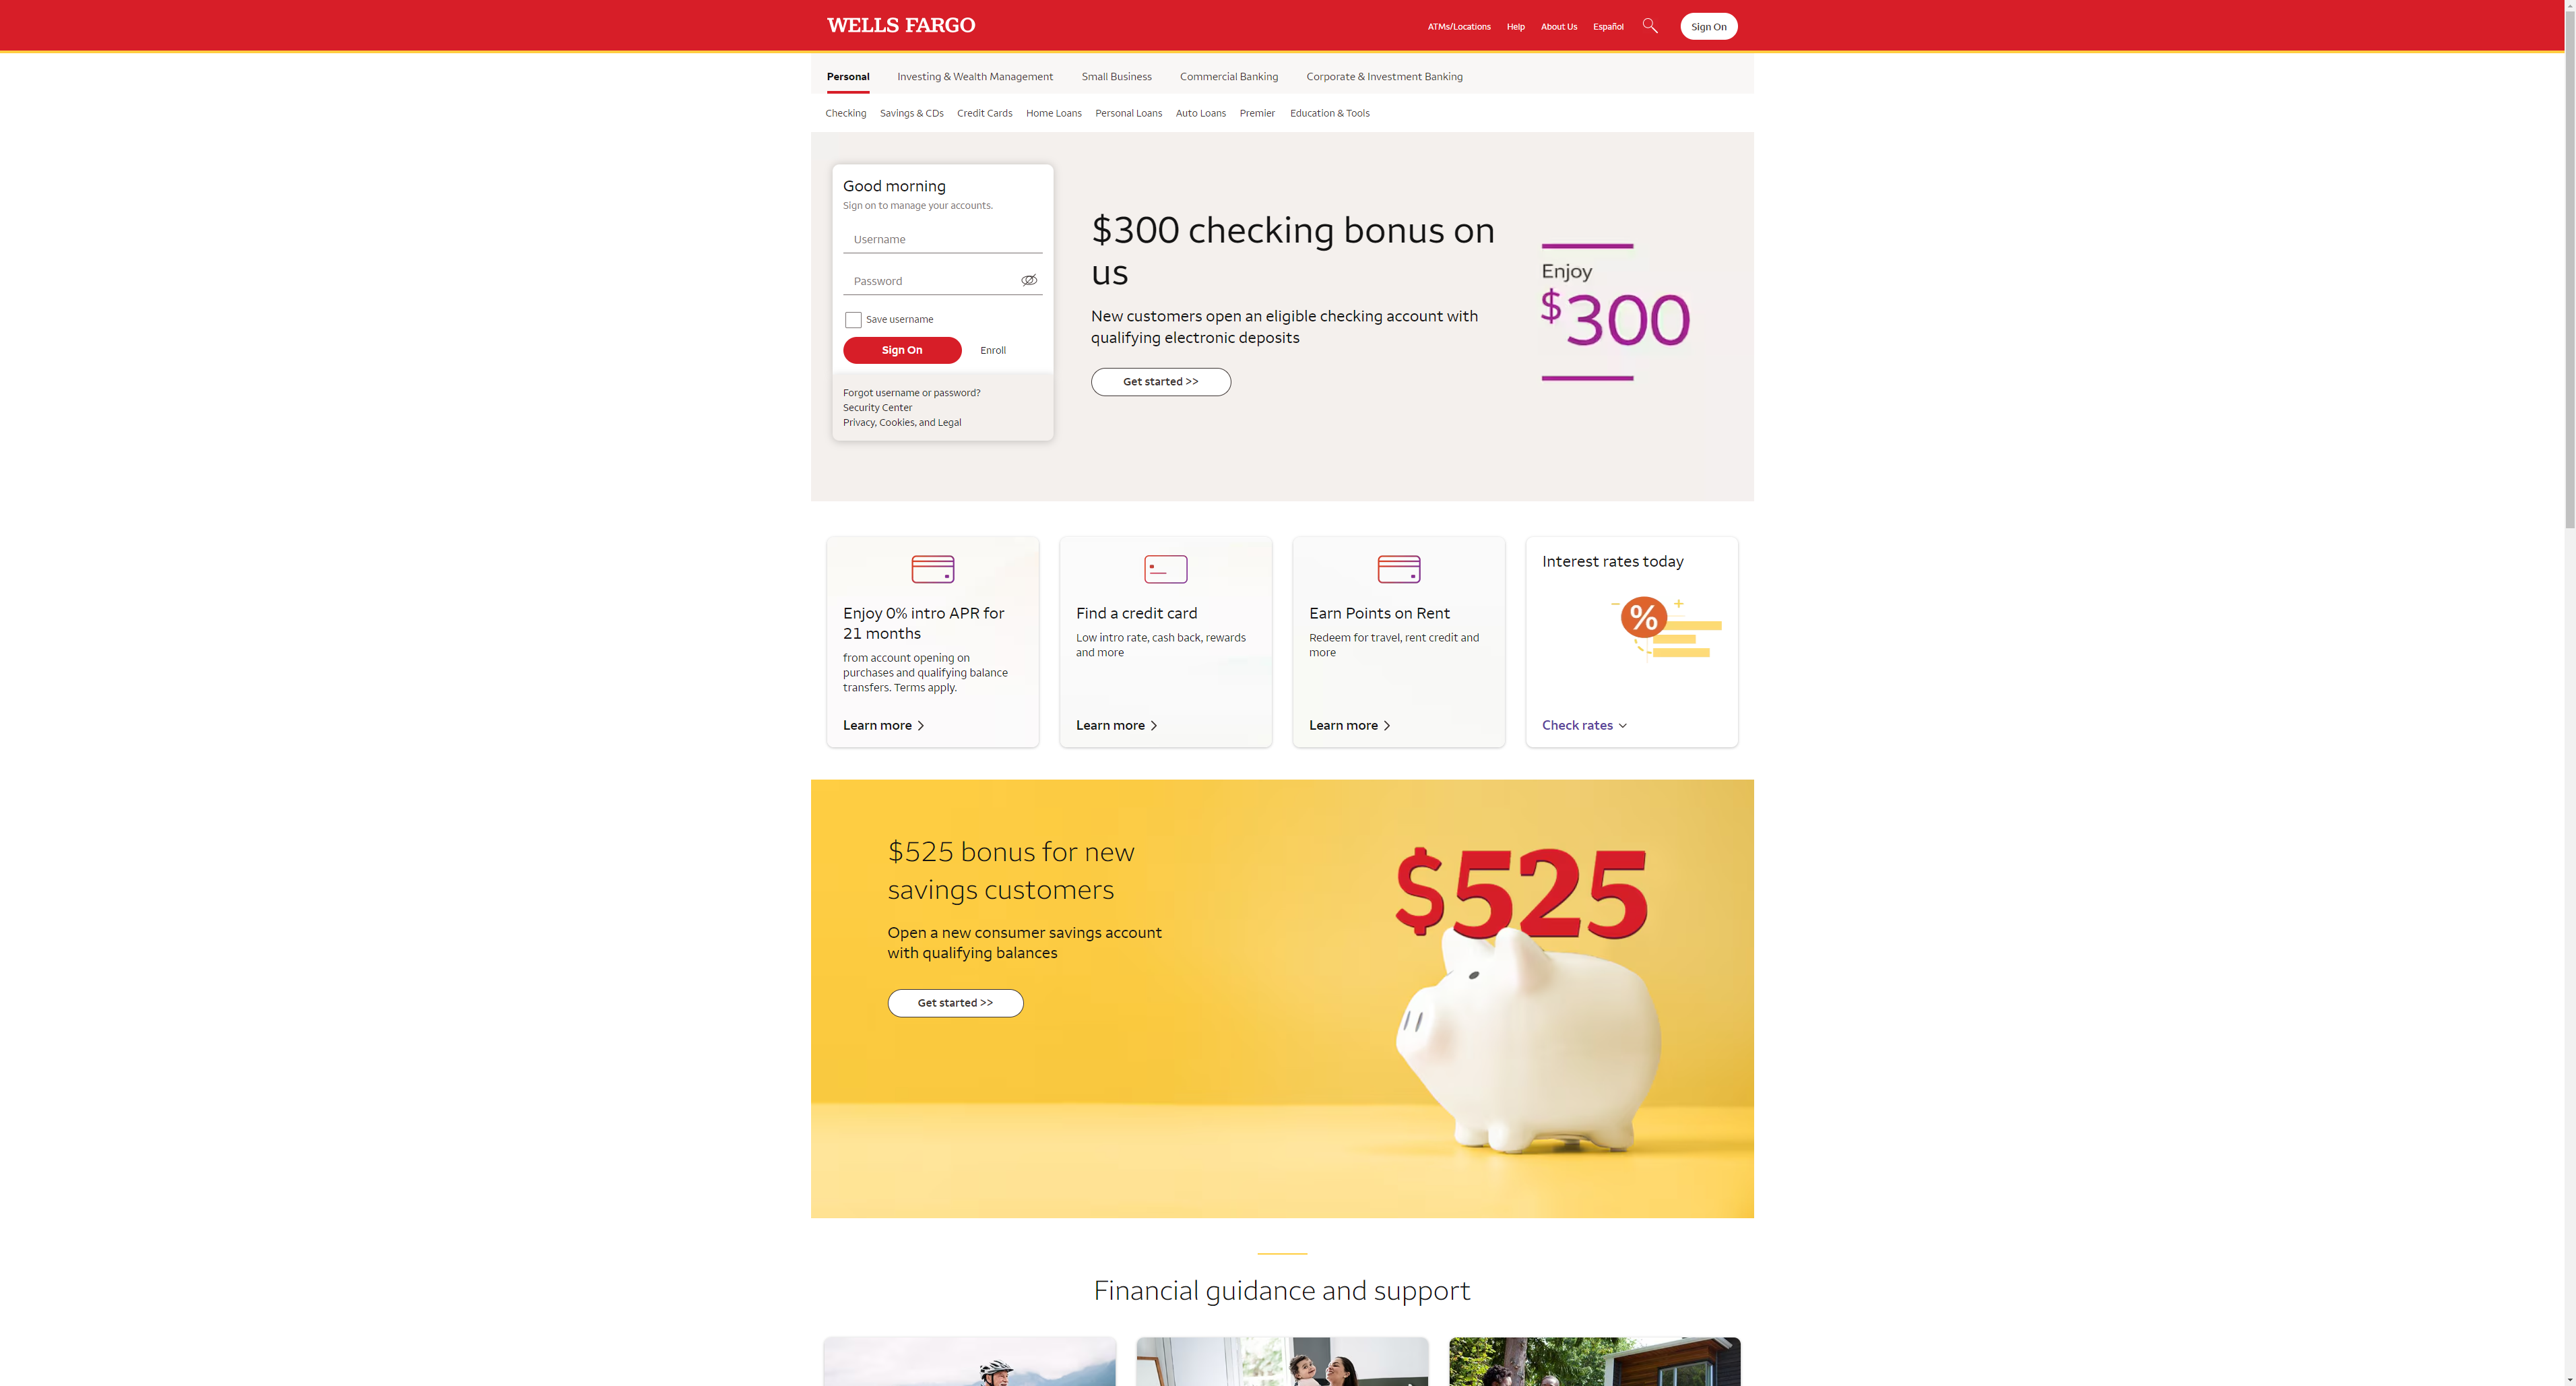 WELLS FARGO
ATMs/Locations Help About Us Español Sign On
Personal Investing & Wealth Management Small Business Commercial Banking Corporate & Investment Banking
Checking Savings & CDs Credit Cards Home Loans Personal Loans Auto Loans Premier Education & Tools
Good morning
Sign on to manage your accounts.
Username
Password
Save username
Sign On Enroll
Forgot username or password?
Security Center
Privacy, Cookies, and Legal
$300 checking bonus on
us
New customers open an eligible checking account with
qualifying electronic deposits
Get started >>
Enjoy
$300
Enjoy 0% intro APR for
21 months
from account opening on
purchases and qualifying balance
transfers. Terms apply.
Learn more
Find a credit card
Low intro rate, cash back, rewards
and more
Learn more
Earn Points on Rent
Redeem for travel, rent credit and
more
Learn more
Interest rates today
%
Check rates
$525 bonus for new
savings customers
Open a new consumer savings account
with qualifying balances
Get started >>
$525
Financial guidance and support